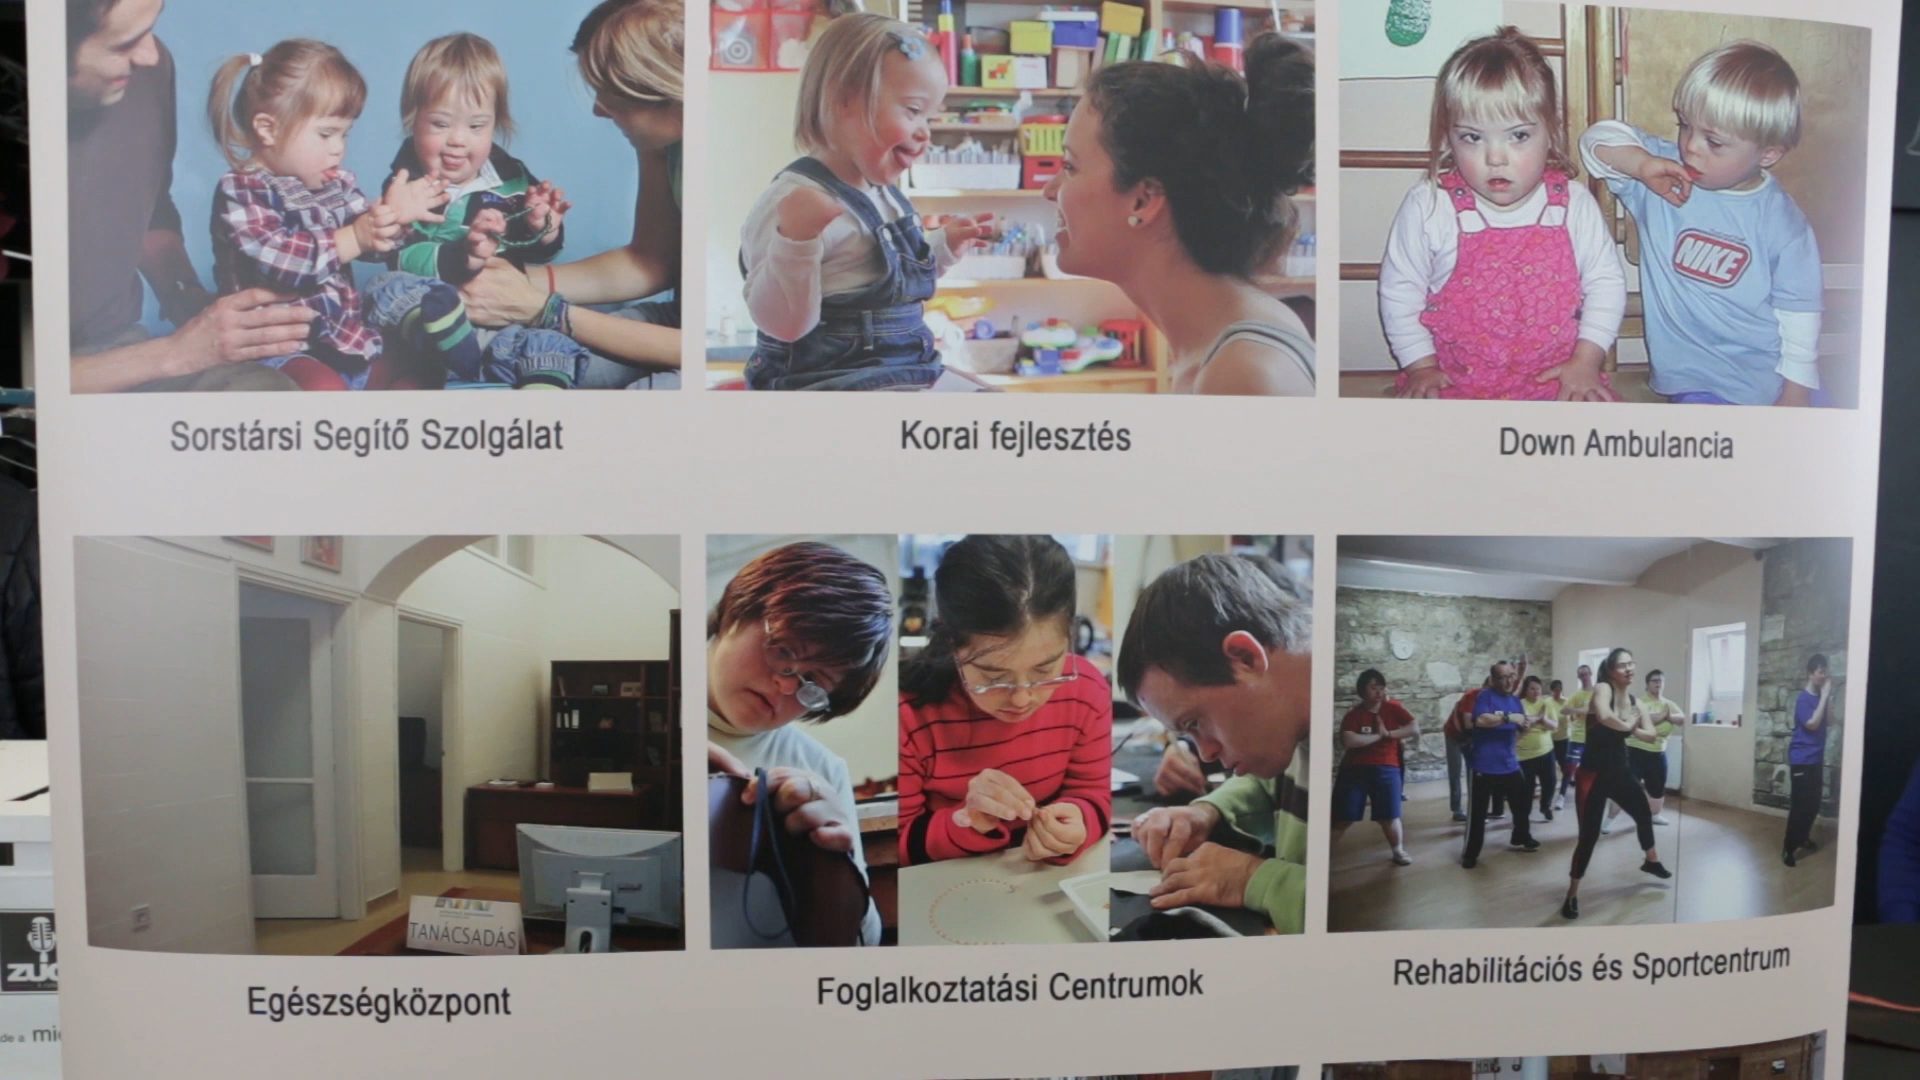 NIKE
Sorstársi Segítő Szolgálat
Korai fejlesztés
Down Ambulancia
TANÁCSADÁS
Egészségközpont
Foglalkoztatási Centrumok
Rehabilitációs és Sportcentrum